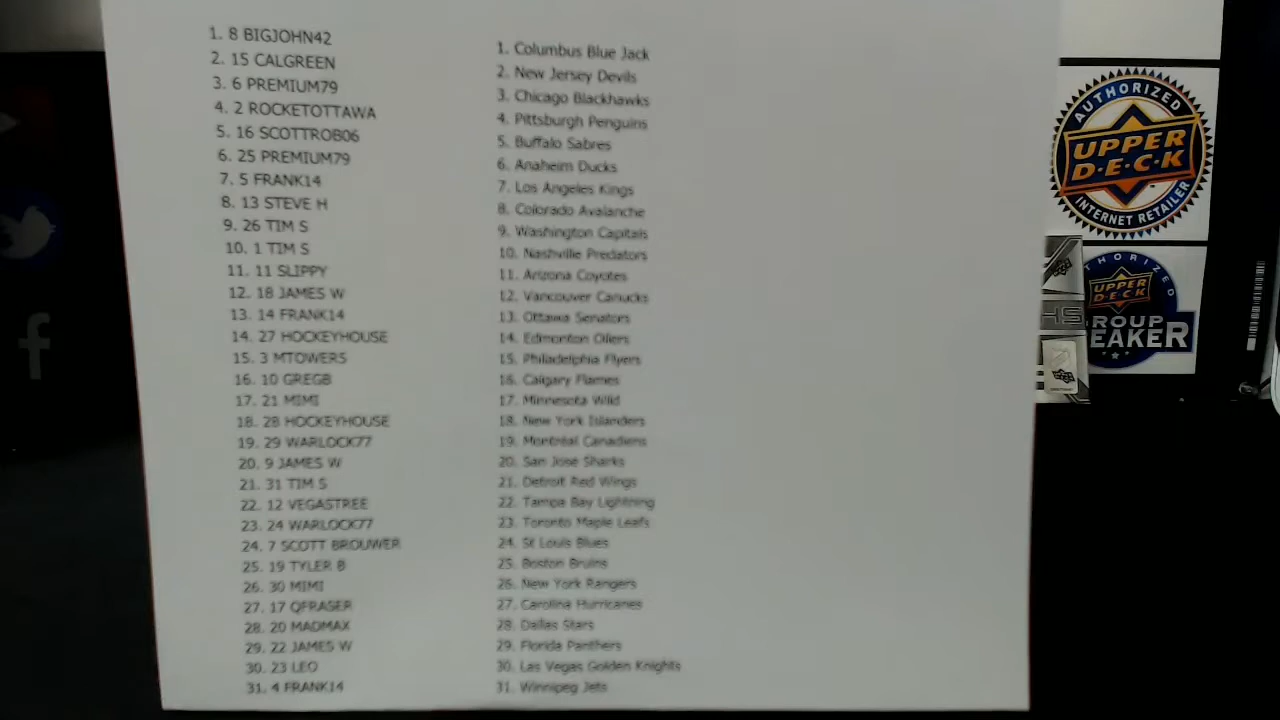 1. 8 BIGJOHN42
2. 15 CALGREEN
3. 6 PREMIUM79
4. 2 ROCKETOTTAWA
5. 16 SCOTTROB06
6. 25 PREMIUM79
7. 5 FRANK14
8. 13 STEVE H
9. 26 TIM S
10. 1 TIM S
11. 11 SLIPPY
12. 18 JAMES W
13. 14 FRANK14
14. 27 HOCKEYHOUSE
15. 3 MTOWERS
16. 10 GREGB
17. 21 MIMI
18. 28 HOCKEYHOUSE
19. 29 WARLOCK77
20. 9 JAMES W
21. 31 TIM S
22. 12 VEGASTREE
23. 24 WARLOCK77
24. 7 SCOTT BROUWER
25. 19 TYLER B
26. 30 MIMI
27. 17 QFRASER
28. 20 MADMAX
29. 22 JAMES W
30. 23 LEO
31. 4 FRANK14
1. Columbus Blue Jack
2. New Jersey Devils
3. Chicago Blackhawks
4. Pittsburgh Penguins
5. Buffalo Sabres
6. Anaheim Ducks
7. Los Angeles Kings
8. Colorado Avalanche
9. Washington Capitals
10. Nashville Predators
11. Arizona Coyotes
12. Vancouver Canucks
13. Ottawa Senators
14. Edmonton Oilers
15. Philadelphia Flyers
16. Calgary Flames
17. Minnesota Wild
18. New York Islanders
19. Montréal Canadiens
20. San Jose Sharks
21. Detroit Red Wings
22. Tampa Bay Lightning
23. Toronto Maple Leafs
24. St Louis Blues
25. Boston Bruins
26. New York Rangers
27. Carolina Hurricanes
28. Dallas Stars
29. Florida Panthers
30. Las Vegas Golden Knights
31. Winnipeg Jets
AUTHORIZED
UPPER
D·E·C·K
INTERNET RETAILER
THORIZED
UPPER
DECK
ROUP
EAKER
HS
f